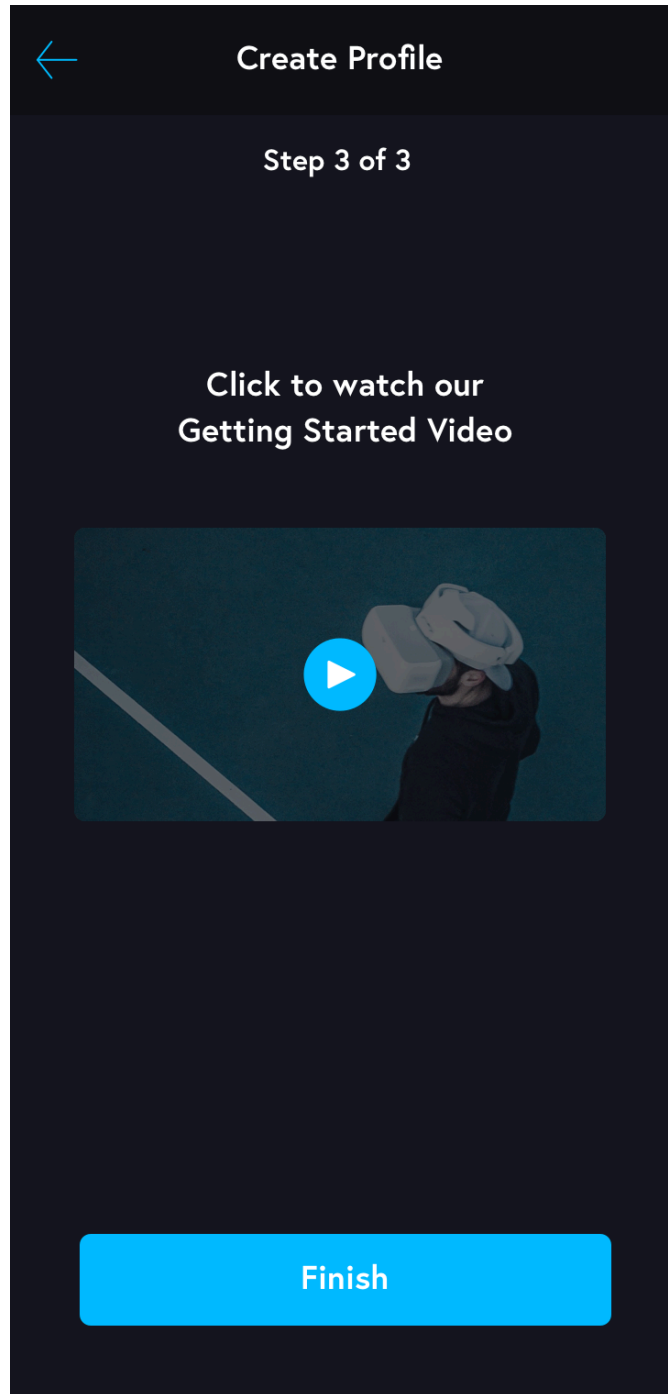 Create Profile
Step 3 of 3
Click to watch our
Getting Started Video
Finish